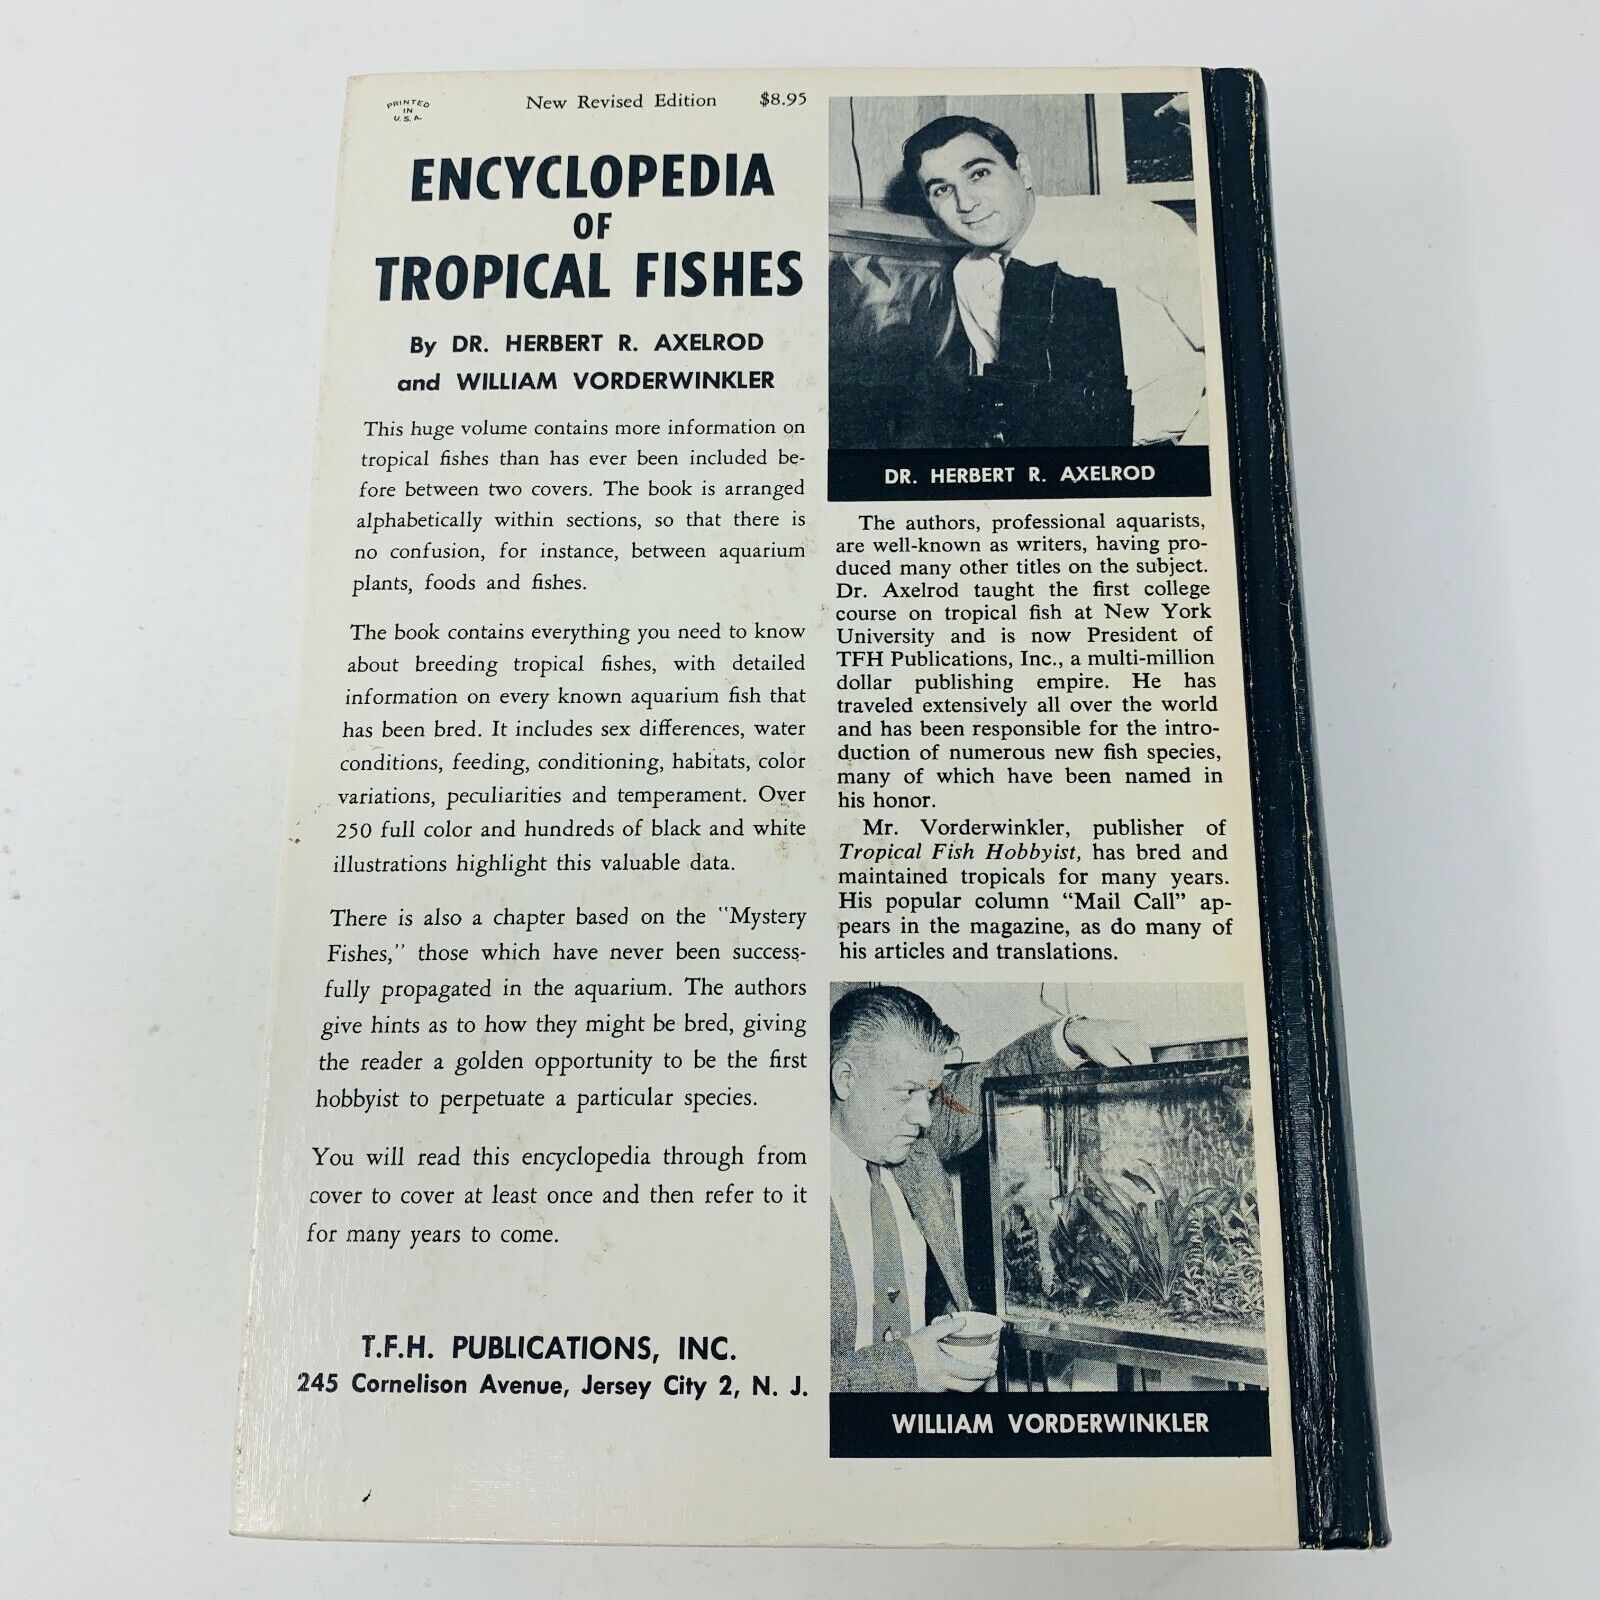 PRINTED
IN
U. S. A.
New Revised Edition $8.95
ENCYCLOPEDIA
OF
TROPICAL FISHES
By DR. HERBERT R. AXELROD
and WILLIAM VORDERWINKLER
This huge volume contains more information on
tropical fishes than has ever been included be-
fore between two covers. The book is arranged
alphabetically within sections, so that there is
no confusion, for instance, between aquarium
plants, foods and fishes.
The book contains everything you need to know
about breeding tropical fishes, with detailed
information on every known aquarium fish that
has been bred. It includes sex differences, water
conditions, feeding, conditioning, habitats, color
variations, peculiarities and temperament. Over
250 full color and hundreds of black and white
illustrations highlight this valuable data.
There is also a chapter based on the "Mystery
Fishes," those which have never been success-
fully propagated in the aquarium. The authors
give hints as to how they might be bred, giving
the reader a golden opportunity to be the first
hobbyist to perpetuate a particular species.
You will read this encyclopedia through from
cover to cover at least once and then refer to it
for many years to come.
T.F.H. PUBLICATIONS, INC.
245 Cornelison Avenue, Jersey City 2, N. J.
DR. HERBERT R. AXELROD
The authors, professional aquarists,
are well-known as writers, having pro-
duced many other titles on the subject.
Dr. Axelrod taught the first college
course on tropical fish at New York
University and is now President of
TFH Publications, Inc., a multi-million
dollar publishing empire. He has
traveled extensively all over the world
and has been responsible for the intro-
duction of numerous new fish species,
many of which have been named in
his honor.
Mr. Vorderwinkler, publisher of
Tropical Fish Hobbyist, has bred and
maintained tropicals for many years.
His popular column "Mail Call" ap-
pears in the magazine, as do many of
his articles and translations.
WILLIAM VORDERWINKLER